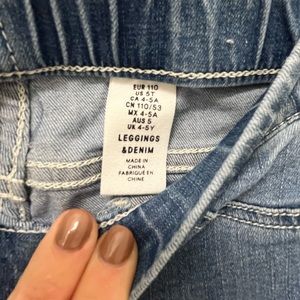 EUR 110
US 5T
CA 4-5A
CN 110/53
MX 4-5A
AUS 5
UK 4-5Y
LEGGINGS
&DENIM
MADE IN
CHINA
FABRIQUÉ EN
CHINE